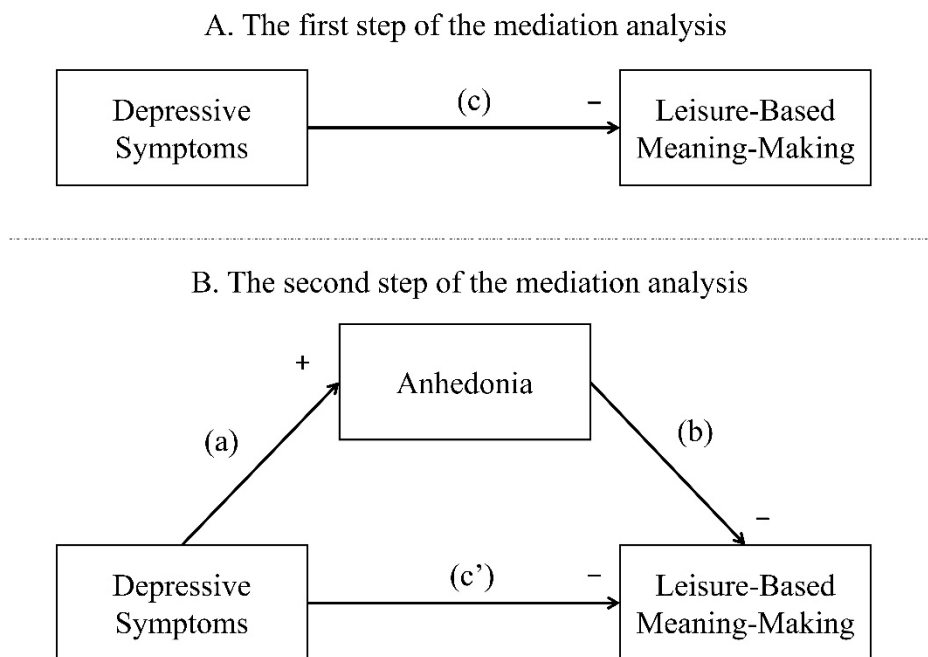 A. The first step of the mediation analysis
(c)
−
Depressive
Symptoms
Leisure-Based
Meaning-Making
B. The second step of the mediation analysis
+
Anhedonia
(a)
(b)
−
Depressive
Symptoms
(c’)
−
Leisure-Based
Meaning-Making